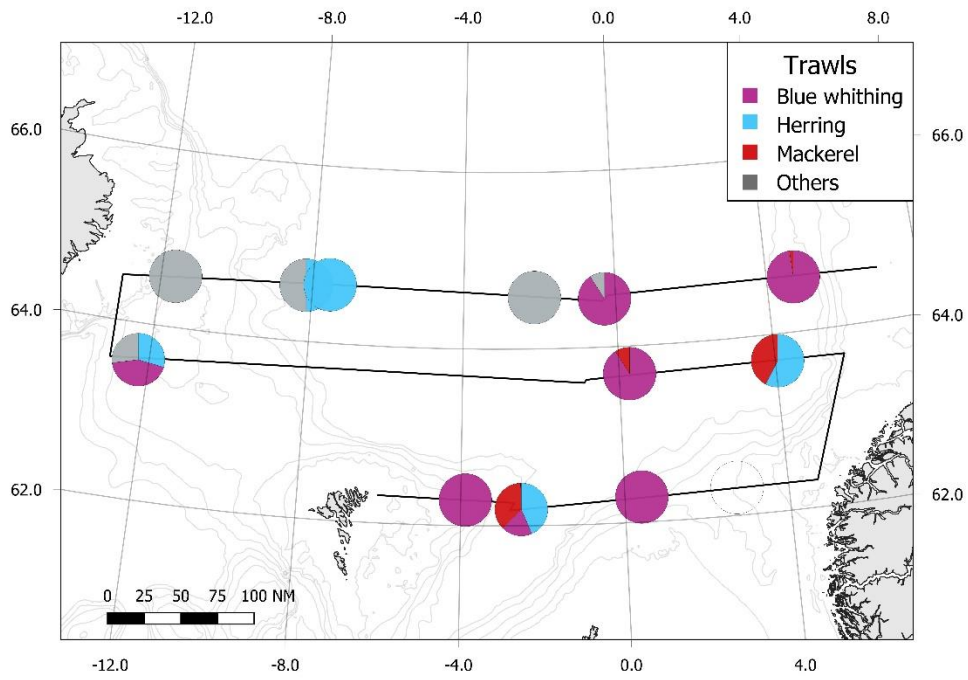 -12.0 -8.0 -4.0 0.0 4.0 8.0
Trawls
Blue whithing
Herring
Mackerel
Others
66.0 66.0
64.0 64.0
62.0 62.0
0 25 50 75 100 NM
-12.0 -8.0 -4.0 0.0 4.0